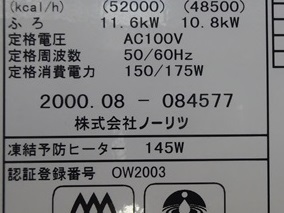 (kcal/h) (52000) (48500)
ふろ 11.6kW 10.8kW
定格電圧 AC100V
定格周波数 50/60Hz
定格消費電力 150/175W
2000.08 - 084577
株式会社ノーリツ
凍結予防ヒーター 145W
認証登録番号 OW2003